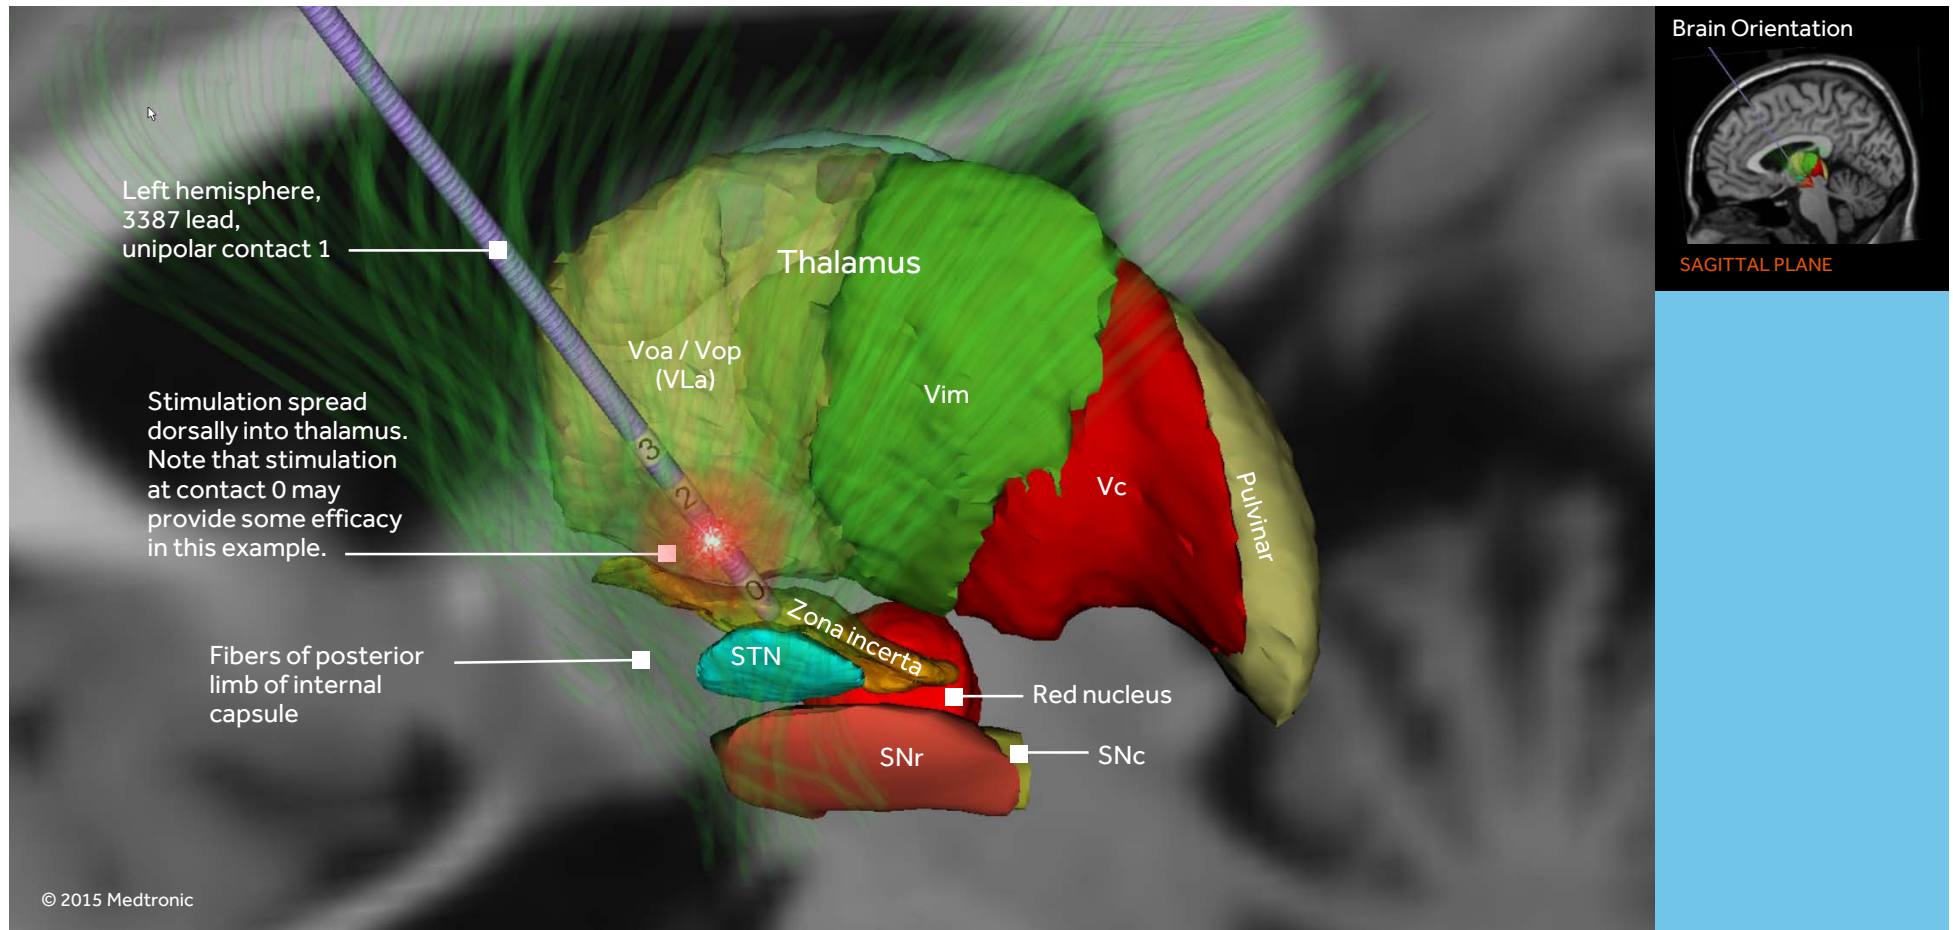 Brain Orientation
SAGITTAL PLANE
Left hemisphere,
3387 lead,
unipolar contact 1
Thalamus
Voa / Vop
(VLa)
Vim
Vc
Pulvinar
Stimulation spread
dorsally into thalamus.
Note that stimulation
at contact 0 may
provide some efficacy
in this example.
3
2
0
Zona incerta
STN
Fibers of posterior
limb of internal
capsule
Red nucleus
SNr
SNc
© 2015 Medtronic